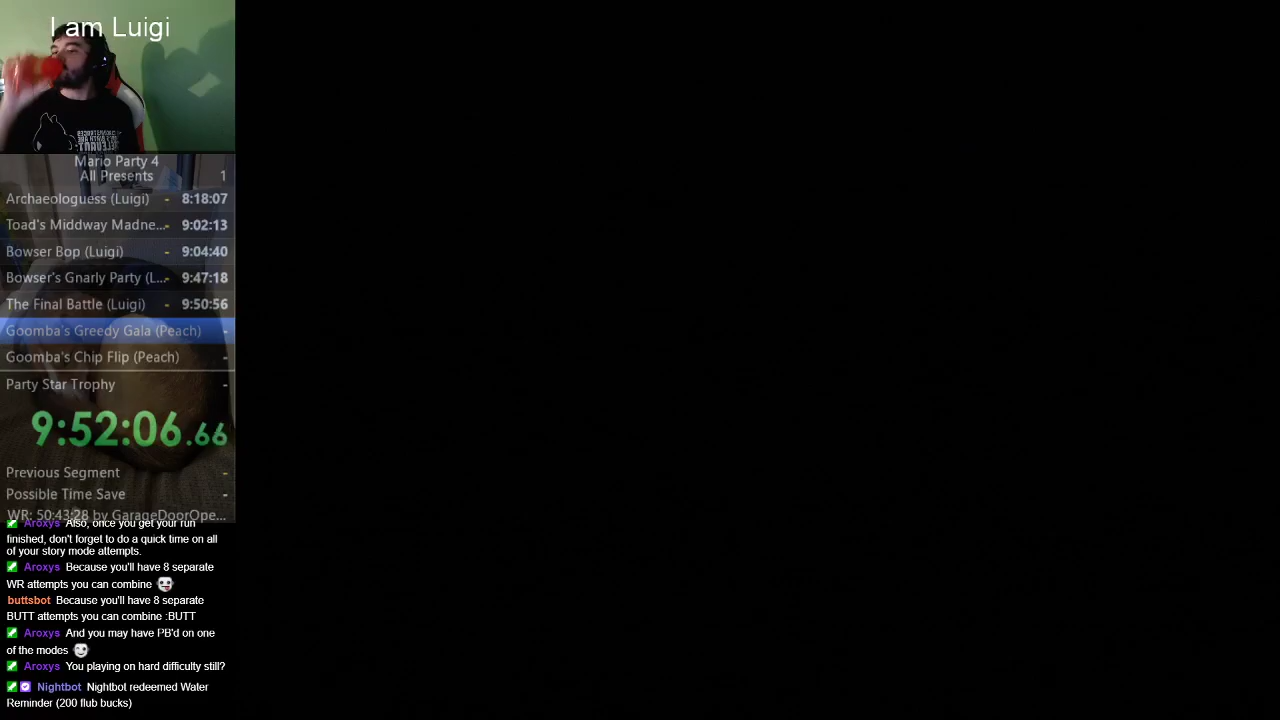 I am Luigi
Mario Party 4
All Presents 1
Archaeologuess (Luigi) - 8:18:07
Toad's Middway Madne... - 9:02:13
Bowser Bop (Luigi) - 9:04:40
Bowser's Gnarly Party (L... - 9:47:18
The Final Battle (Luigi) - 9:50:56
Goomba's Greedy Gala (Peach) -
Goomba's Chip Flip (Peach) -
Party Star Trophy -
9:52:06.66
Previous Segment -
Possible Time Save -
WR: 50:43:28 by GarageDoorOpe...
Aroxys Also, once you get your run
finished, don't forget to do a quick time on all
of your story mode attempts.
Aroxys Because you'll have 8 separate
WR attempts you can combine
buttsbot Because you'll have 8 separate
BUTT attempts you can combine :BUTT
Aroxys And you may have PB'd on one
of the modes
Aroxys You playing on hard difficulty still?
Nightbot Nightbot redeemed Water
Reminder (200 flub bucks)